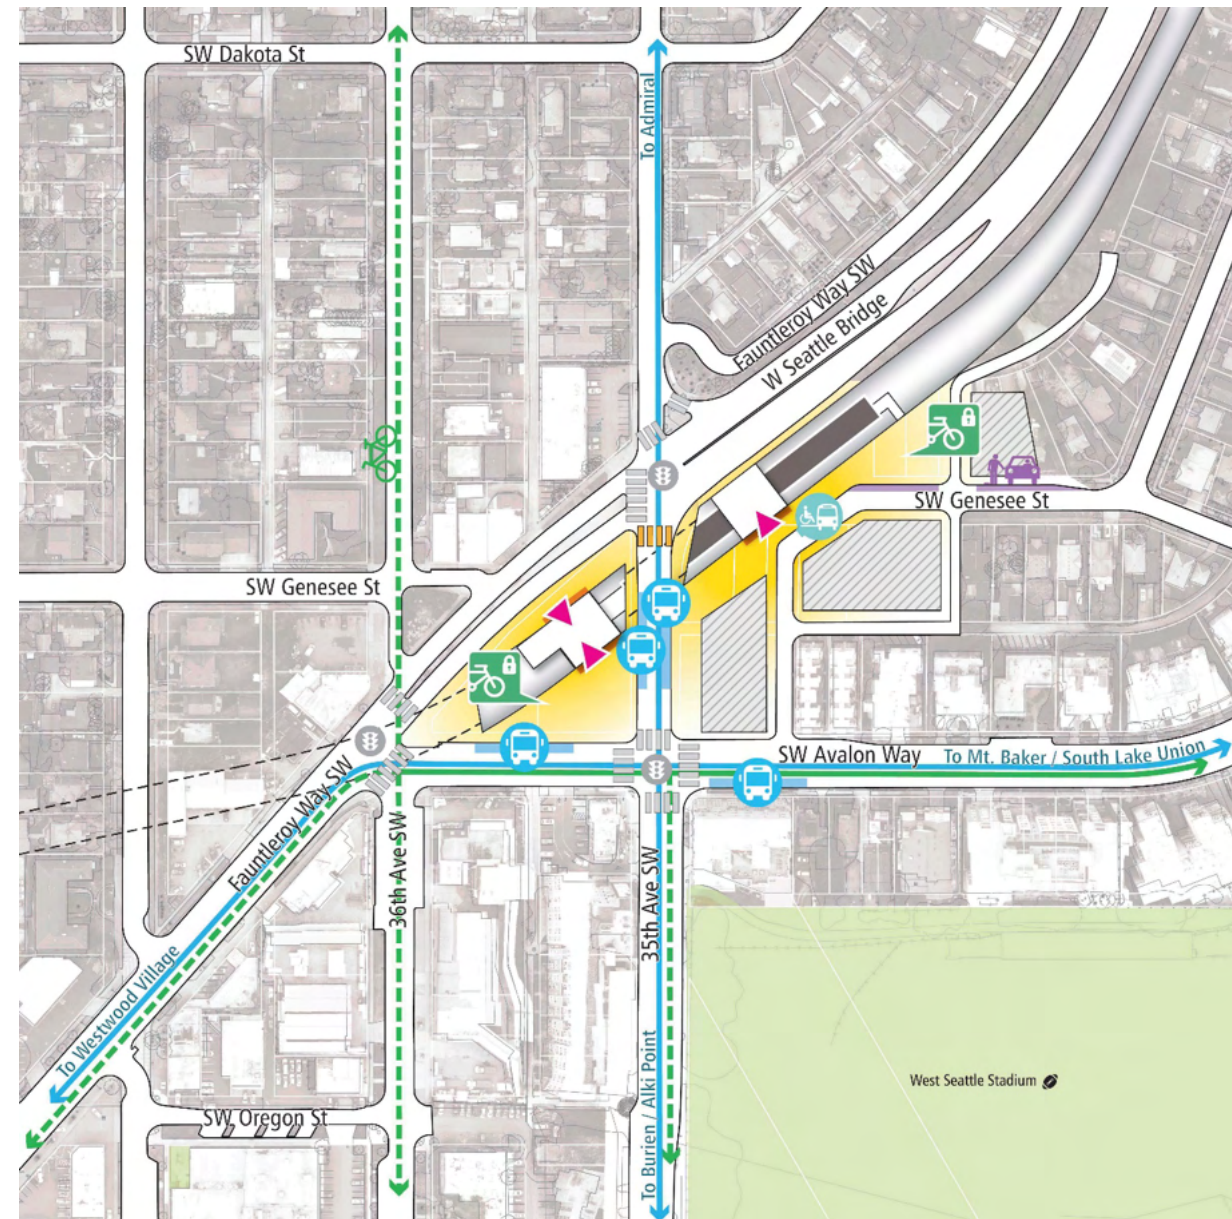 SW Dakota St
To Admiral
Fauntleroy Way SW
W Seattle Bridge
SW Genesee St
SW Genesee St
SW Avalon Way
To Mt. Baker / South Lake Union
Fauntleroy Way SW
36th Ave SW
35th Ave SW
To Westwood Village
To Burien / Alki Point
West Seattle Stadium
SW Oregon St